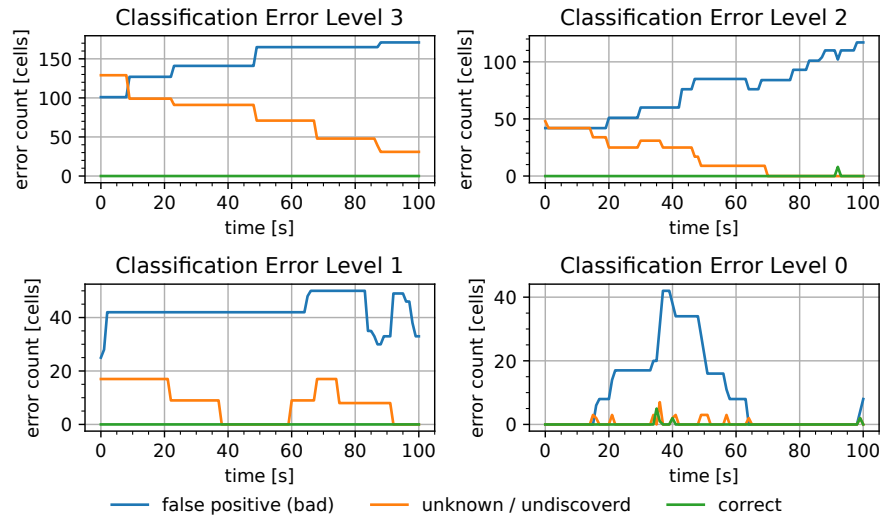 Classification Error Level 3
error count [cells]
150
100
50
0
0 20 40 60 80 100
time [s]
Classification Error Level 2
error count [cells]
100
50
0
0 20 40 60 80 100
time [s]
Classification Error Level 1
error count [cells]
40
20
0
0 20 40 60 80 100
time [s]
Classification Error Level 0
error count [cells]
40
20
0
0 20 40 60 80 100
time [s]
false positive (bad) unknown / undiscoverd correct